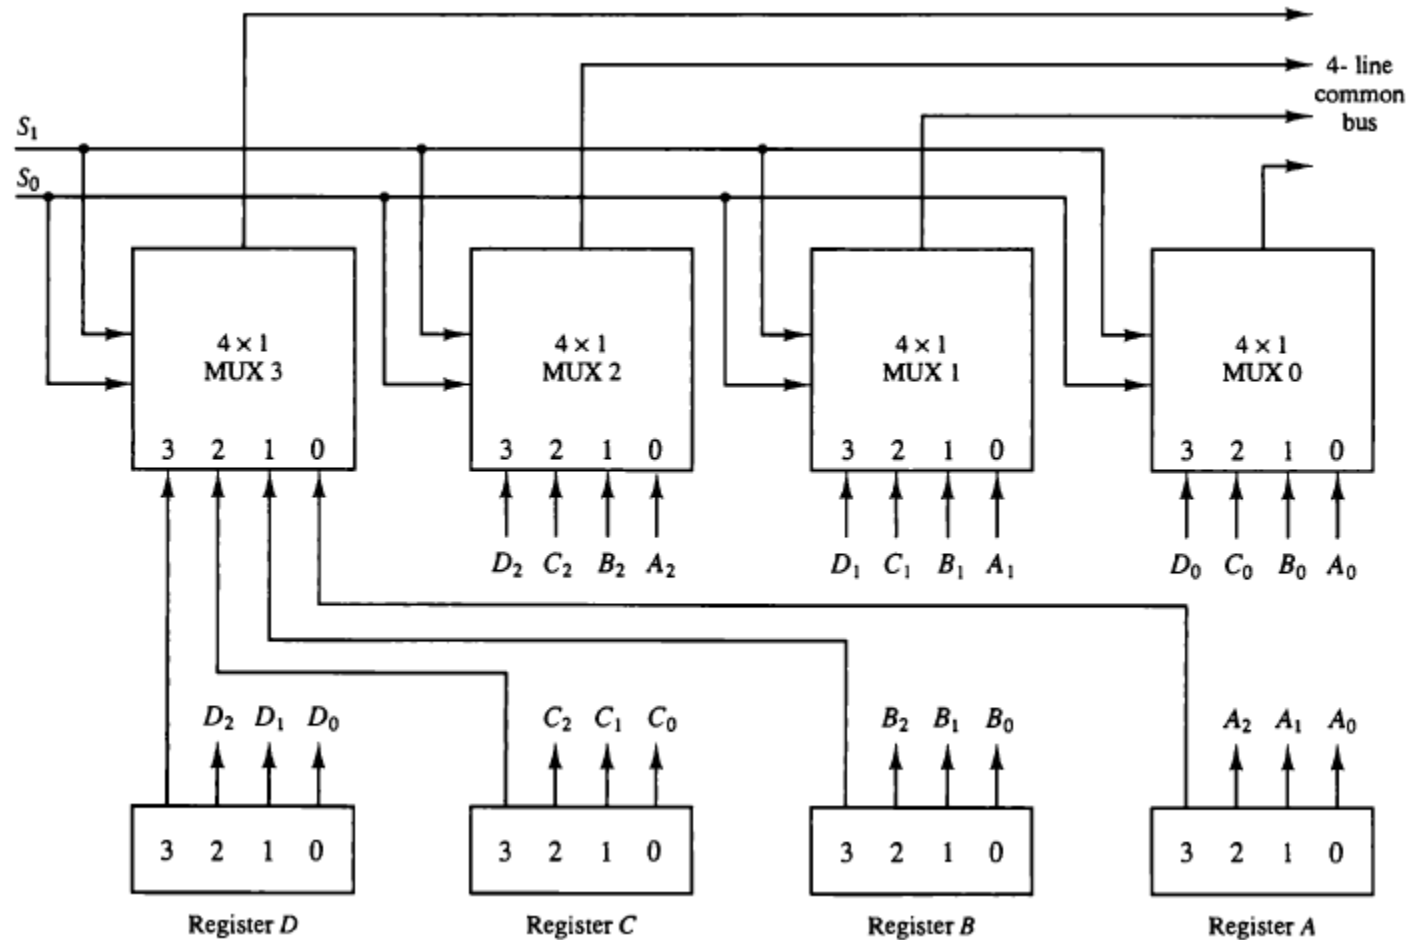 4- line
common
bus
S₁
S₀
4 × 1 4 × 1 4 × 1 4 × 1
MUX 3 MUX 2 MUX 1 MUX 0
3 2 1 0 3 2 1 0 3 2 1 0 3 2 1 0
D₂ C₂ B₂ A₂ D₁ C₁ B₁ A₁ D₀ C₀ B₀ A₀
D₂ D₁ D₀ C₂ C₁ C₀ B₂ B₁ B₀ A₂ A₁ A₀
3 2 1 0 3 2 1 0 3 2 1 0 3 2 1 0
Register D Register C Register B Register A